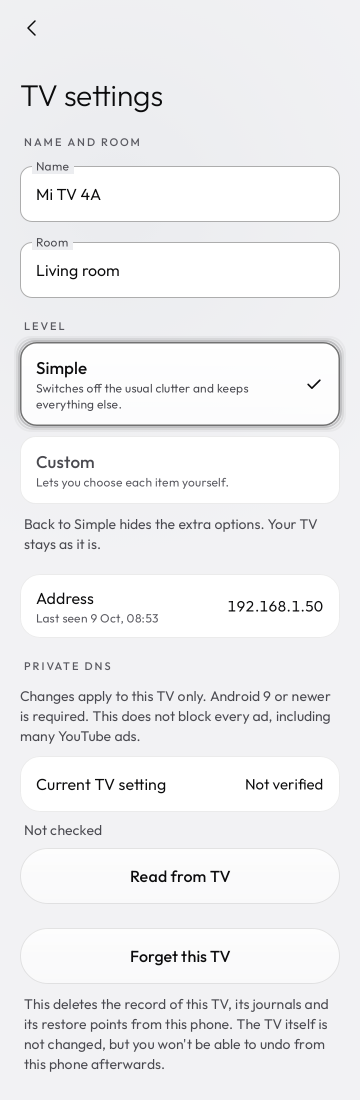 TV settings
NAME AND ROOM
Name
Mi TV 4A
Room
Living room
LEVEL
Simple
Switches off the usual clutter and keeps
everything else.
Custom
Lets you choose each item yourself.
Back to Simple hides the extra options. Your TV
stays as it is.
Address
Last seen 9 Oct, 08:53
192.168.1.50
PRIVATE DNS
Changes apply to this TV only. Android 9 or newer
is required. This does not block every ad, including
many YouTube ads.
Current TV setting
Not verified
Not checked
Read from TV
Forget this TV
This deletes the record of this TV, its journals and
its restore points from this phone. The TV itself is
not changed, but you won't be able to undo from
this phone afterwards.